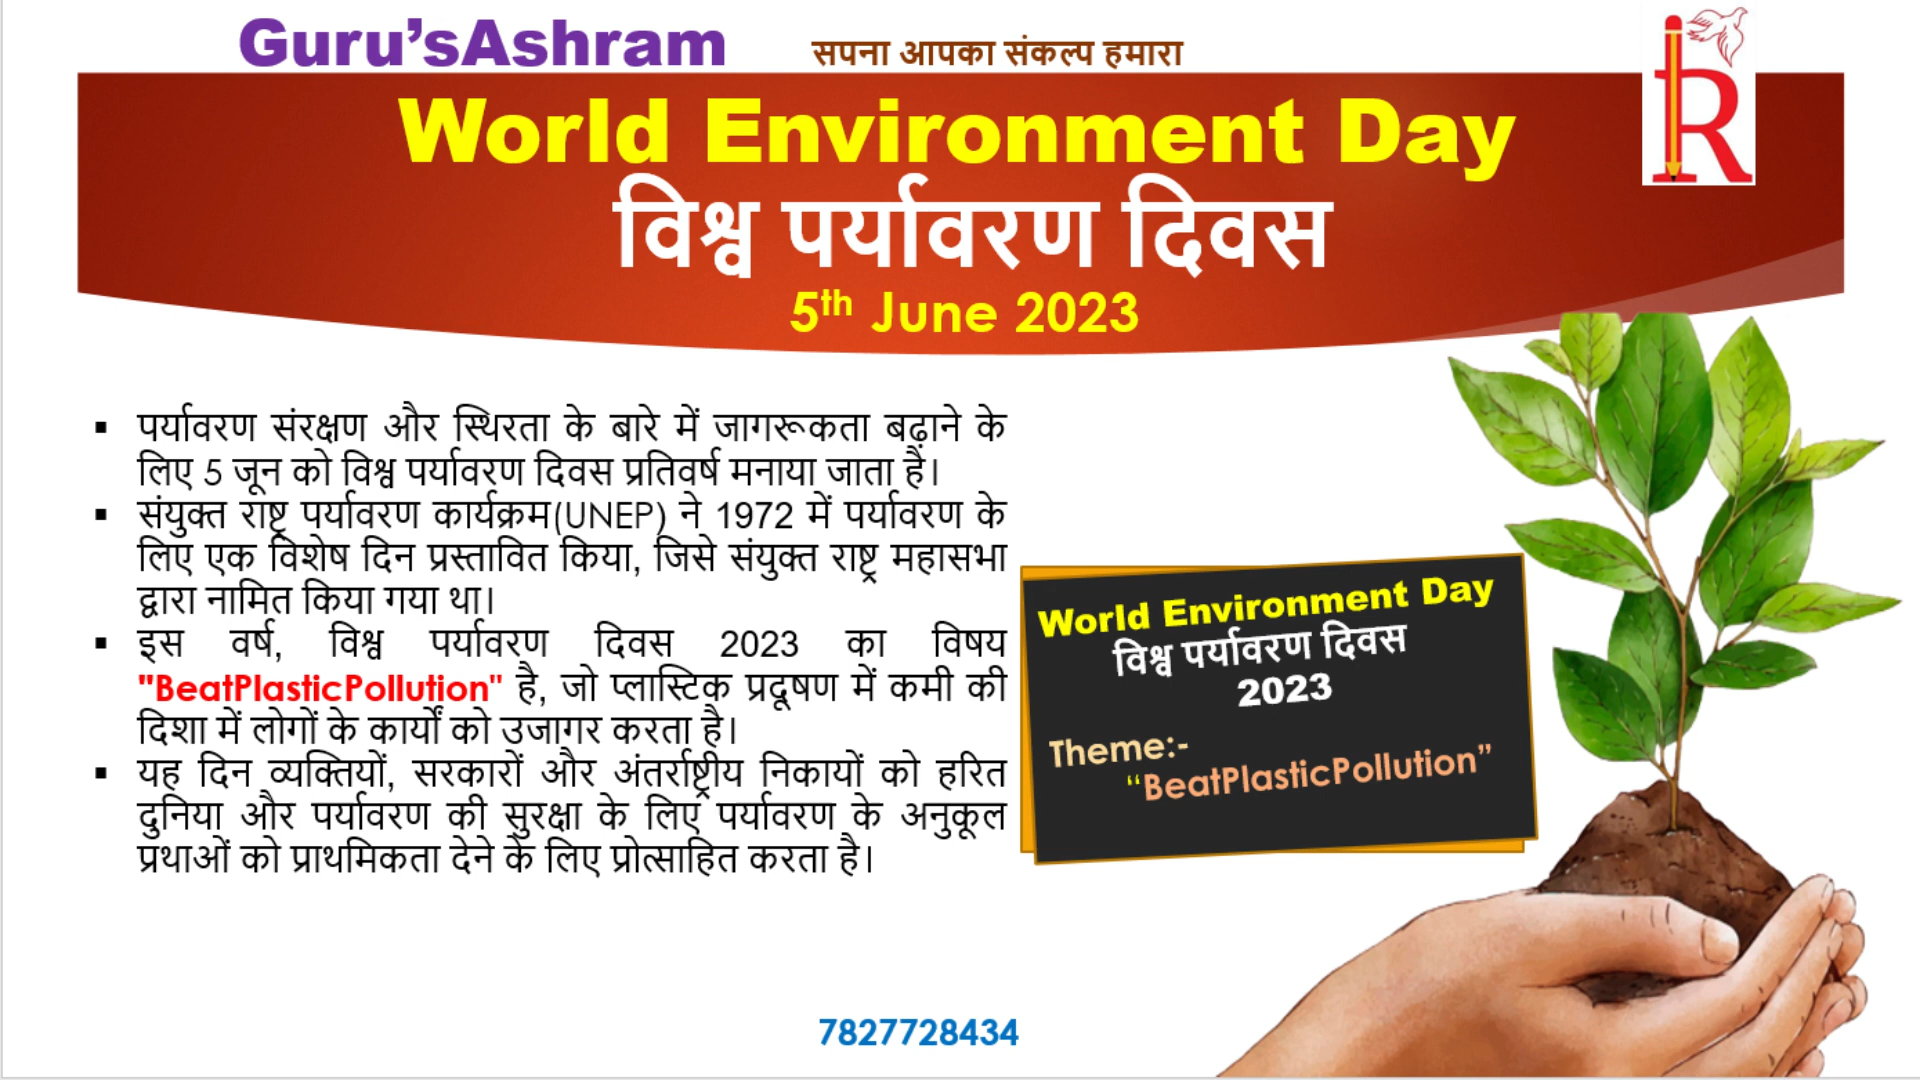 Guru'sAshram
सपना आपका संकल्प हमारा
R
World Environment Day
विश्व पर्यावरण दिवस
5th June 2023
▪ पर्यावरण संरक्षण और स्थिरता के बारे में जागरूकता बढ़ाने के
लिए 5 जून को विश्व पर्यावरण दिवस प्रतिवर्ष मनाया जाता है।
▪ संयुक्त राष्ट्र पर्यावरण कार्यक्रम(UNEP) ने 1972 में पर्यावरण के
लिए एक विशेष दिन प्रस्तावित किया, जिसे संयुक्त राष्ट्र महासभा
द्वारा नामित किया गया था।
▪ इस वर्ष, विश्व पर्यावरण दिवस 2023 का विषय
"BeatPlasticPollution" है, जो प्लास्टिक प्रदूषण में कमी की
दिशा में लोगों के कार्यों को उजागर करता है।
▪ यह दिन व्यक्तियों, सरकारों और अंतर्राष्ट्रीय निकायों को हरित
दुनिया और पर्यावरण की सुरक्षा के लिए पर्यावरण के अनुकूल
प्रथाओं को प्राथमिकता देने के लिए प्रोत्साहित करता है।
World Environment Day
विश्व पर्यावरण दिवस
2023
Theme:-
“BeatPlasticPollution”
7827728434